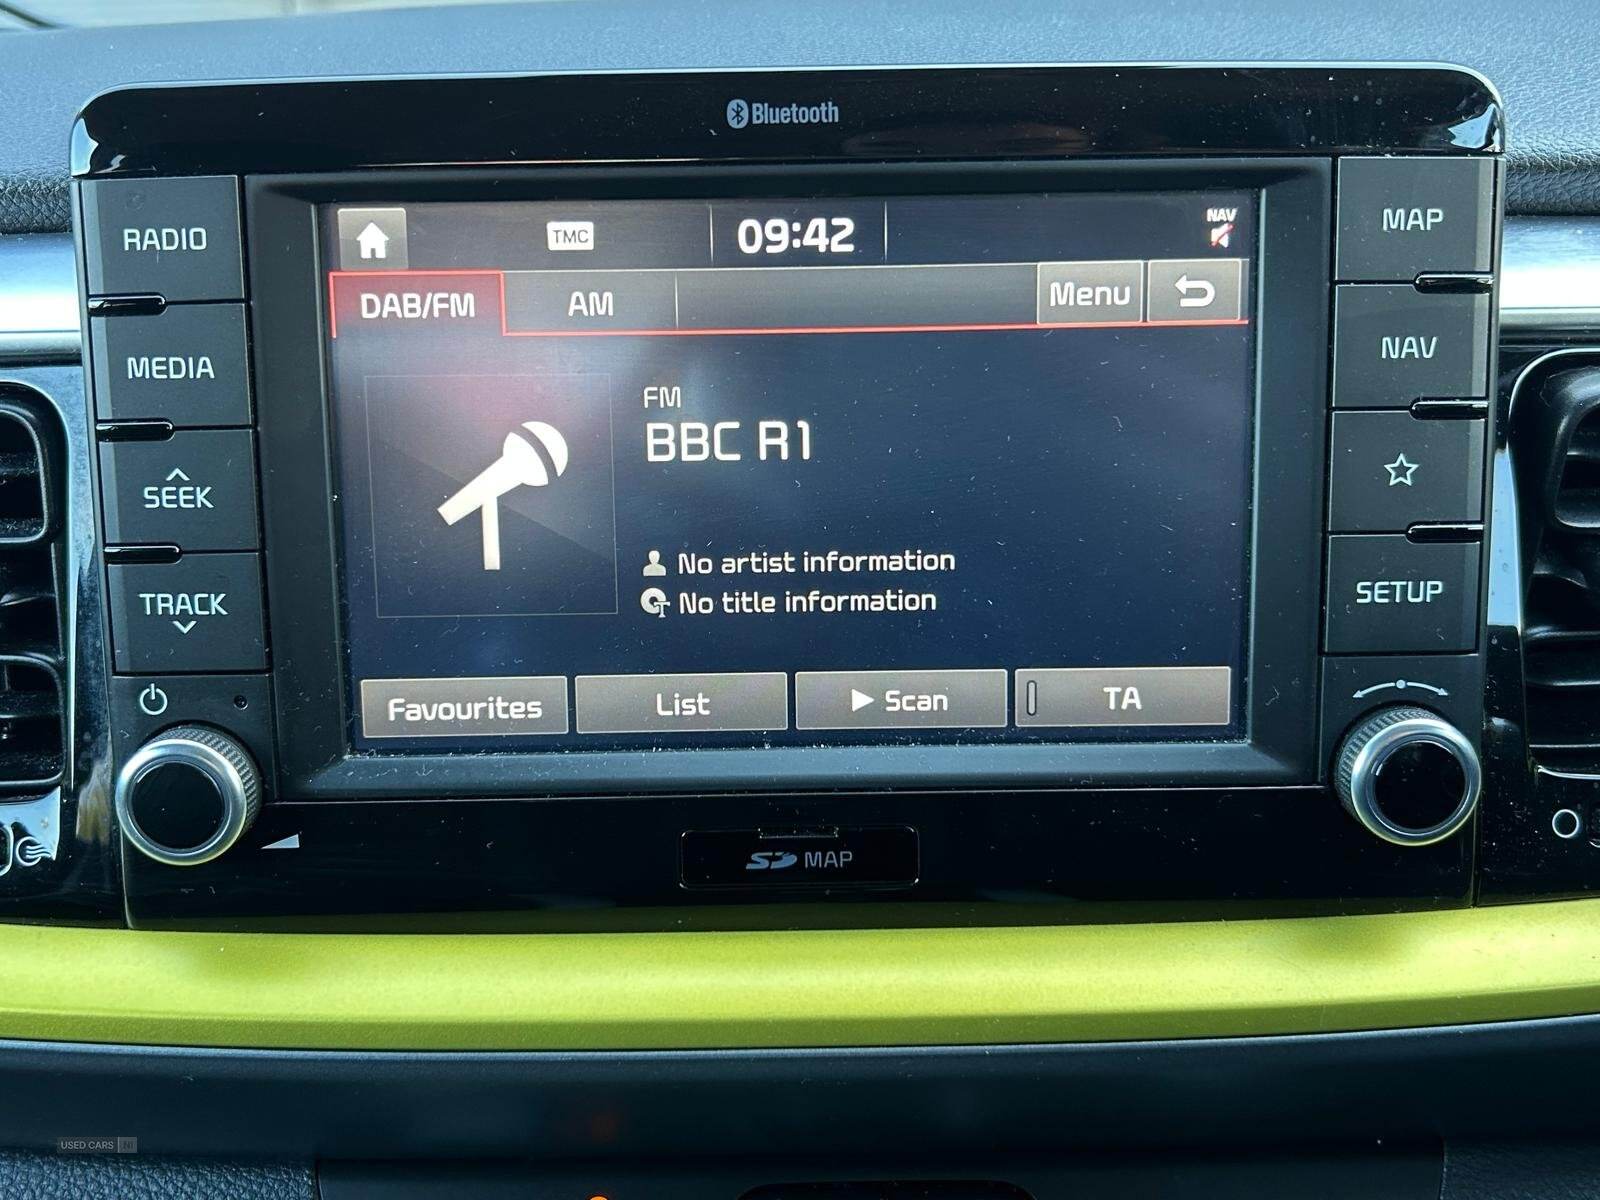 Bluetooth
RADIO
MEDIA
SEEK
TRACK
TMC
09:42
NAV
DAB/FM
AM
Menu
FM
BBC R1
No artist information
No title information
Favourites
List
Scan
TA
MAP
NAV
SETUP
SD MAP
USED CARS NI